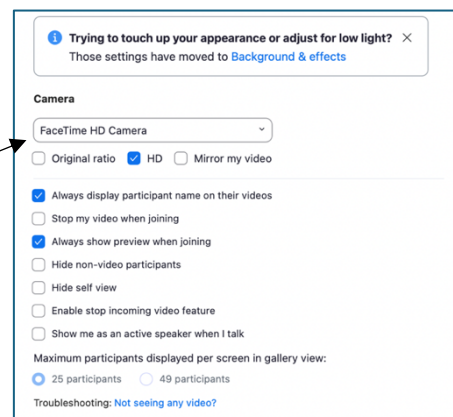 Trying to touch up your appearance or adjust for low light?
Those settings have moved to Background & effects
Camera
FaceTime HD Camera
Original ratio HD Mirror my video
Always display participant name on their videos
Stop my video when joining
Always show preview when joining
Hide non-video participants
Hide self view
Enable stop incoming video feature
Show me as an active speaker when I talk
Maximum participants displayed per screen in gallery view:
25 participants 49 participants
Troubleshooting: Not seeing any video?